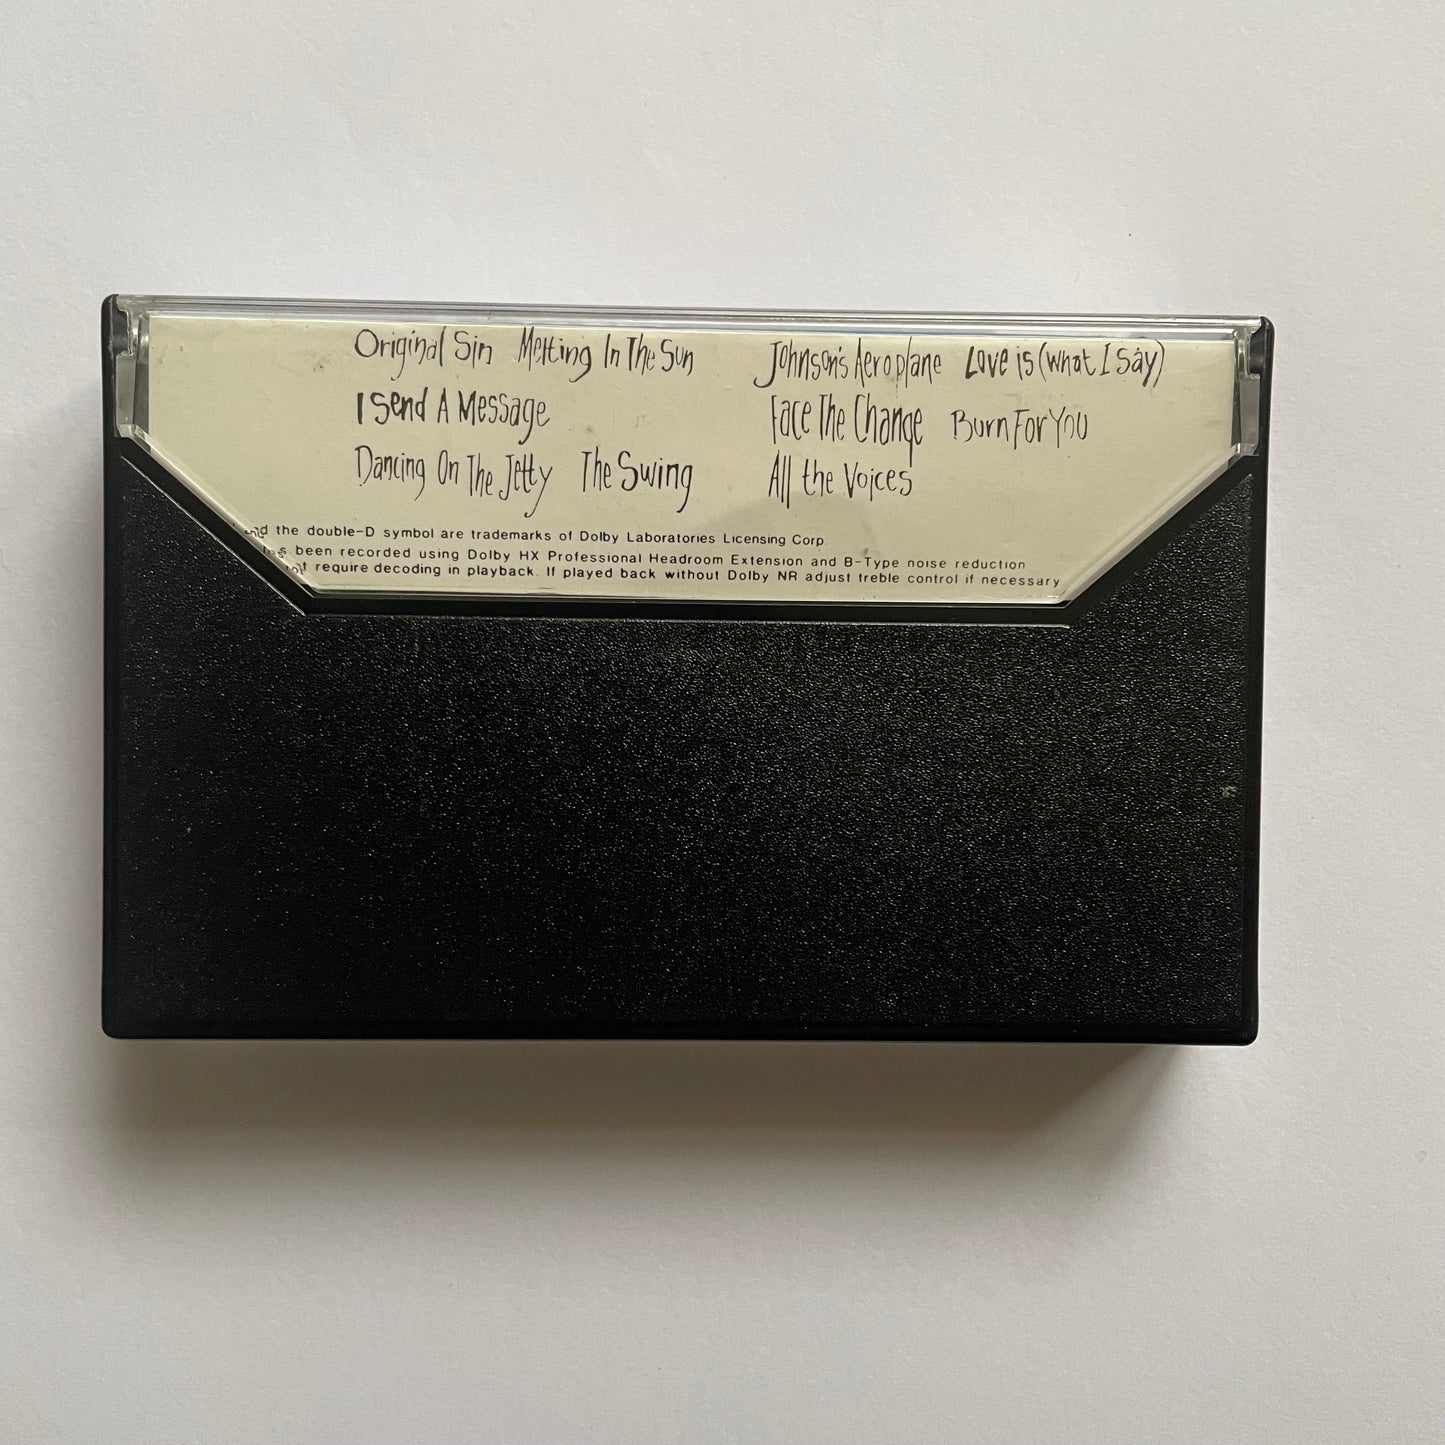 Original Sin Melting In The Sun
I Send A Message
Dancing On The Jetty The Swing
Johnson's Aeroplane Love is (What I Say)
Face The Change Burn For You
All the Voices
the double-D symbol are trademarks of Dolby Laboratories Licensing Corp.
been recorded using Dolby HX Professional Headroom Extension and B-Type noise reduction
require decoding in playback. If played back without Dolby NR adjust treble control if necessary